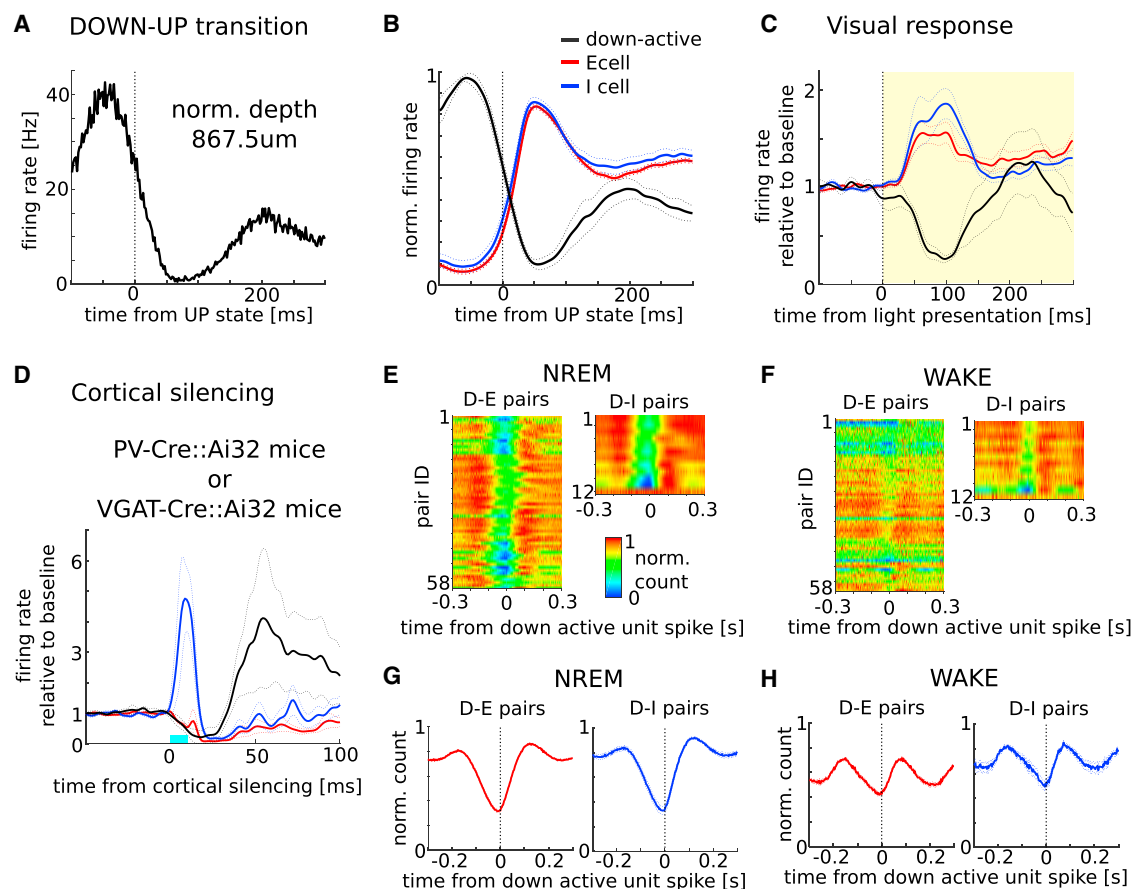 A
DOWN-UP transition
firing rate [Hz]
40
20
0
norm. depth
867.5um
0
200
time from UP state [ms]
B
down-active
Ecell
I cell
norm. firing rate
1
0
0
200
time from UP state [ms]
C
Visual response
firing rate
relative to baseline
2
1
0
0
100
200
time from light presentation [ms]
D
Cortical silencing
PV-Cre::Ai32 mice
or
VGAT-Cre::Ai32 mice
firing rate
relative to baseline
6
3
1
0
0
50
100
time from cortical silencing [ms]
E
NREM
D-E pairs
D-I pairs
pair ID
1
58
-0.3
0
0.3
1
12
-0.3
0
0.3
1
norm.
count
0
time from down active unit spike [s]
F
WAKE
D-E pairs
D-I pairs
pair ID
1
58
-0.3
0
0.3
1
12
-0.3
0
0.3
time from down active unit spike [s]
G
NREM
D-E pairs
D-I pairs
norm. count
1
0
-0.2
0
0.2
1
0
-0.2
0
0.2
time from down active unit spike [s]
H
WAKE
D-E pairs
D-I pairs
norm. count
1
0
-0.2
0
0.2
1
0
-0.2
0
0.2
time from down active unit spike [s]